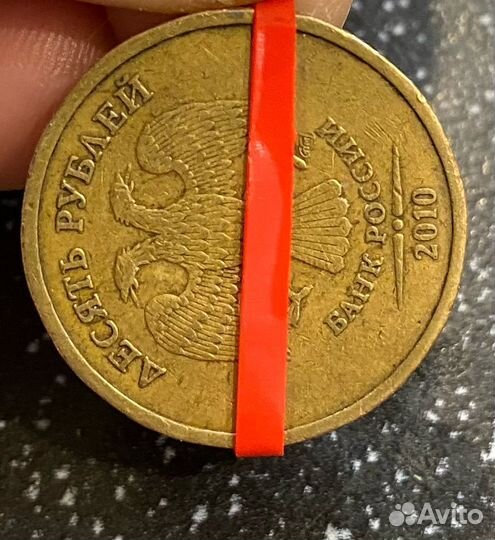 ДЕСЯТЬ РУБЛЕЙ
БАНК РОССИИ
2010
Avito